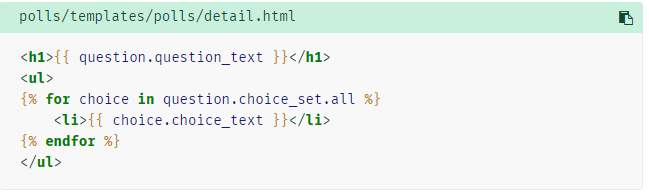 polls/templates/polls/detail.html
<h1>{{ question.question_text }}</h1>
<ul>
{% for choice in question.choice_set.all %}
    <li>{{ choice.choice_text }}</li>
{% endfor %}
</ul>